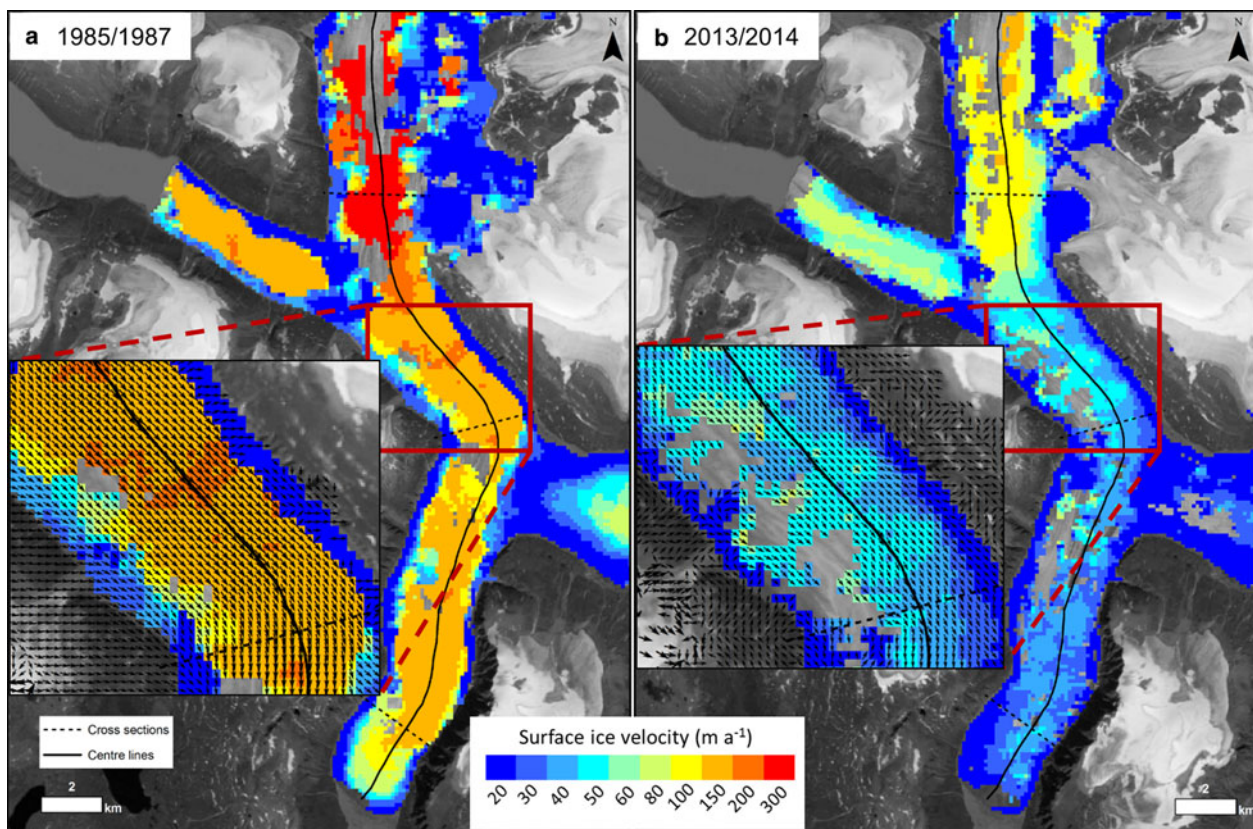 a 1985/1987
N
b 2013/2014
N
Cross sections
Centre lines
2
km
Surface ice velocity (m a⁻¹)
20 30 40 50 60 80 100 150 200 300
2
km